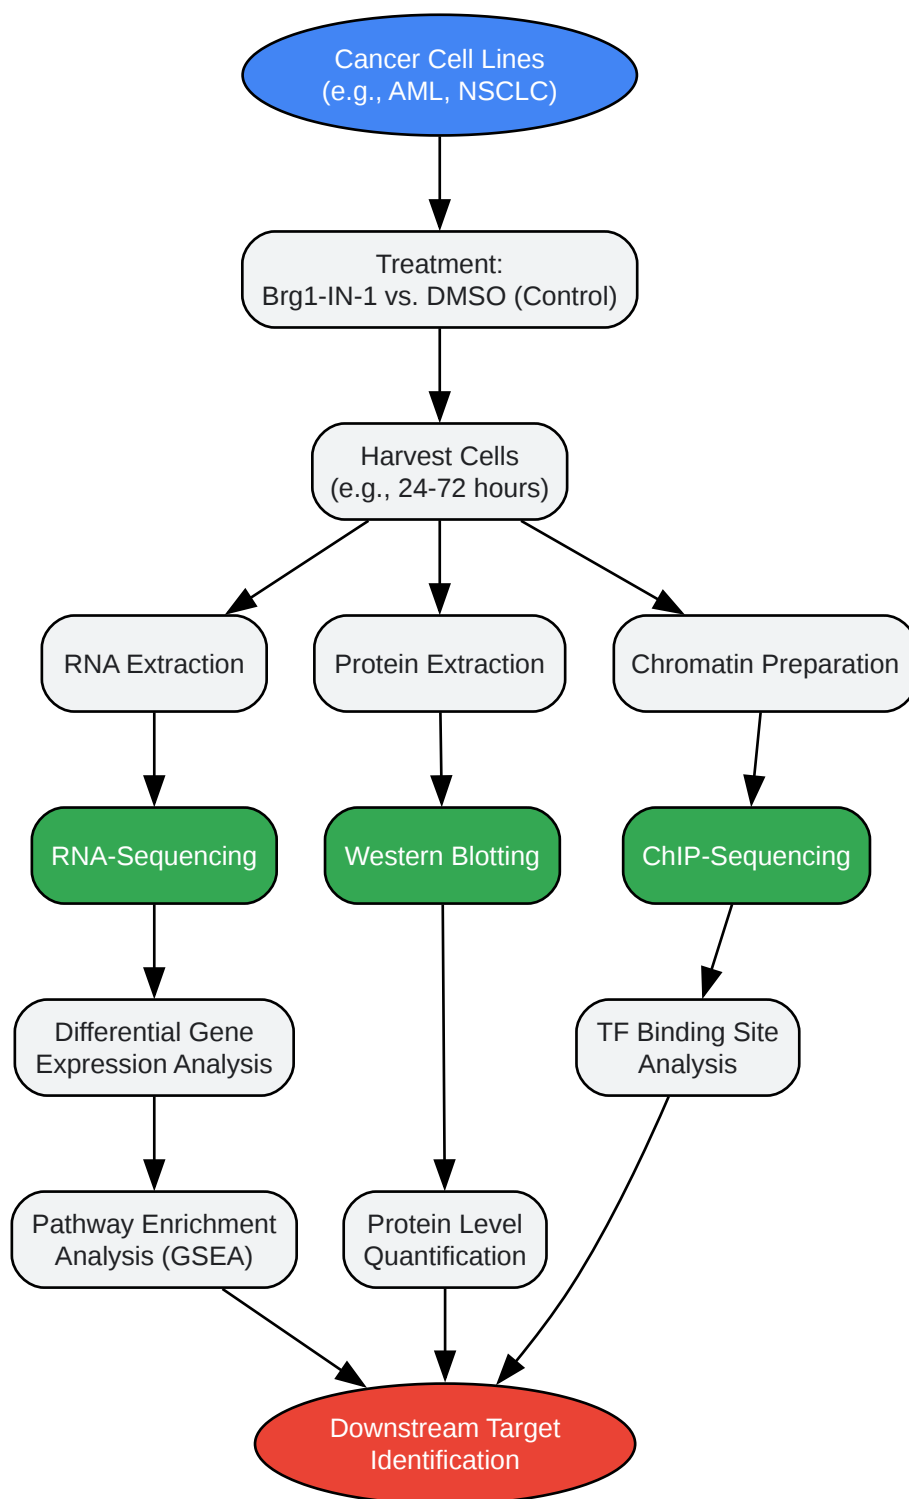 Cancer Cell Lines
(e.g., AML, NSCLC)
Treatment:
Brg1-IN-1 vs. DMSO (Control)
Harvest Cells
(e.g., 24-72 hours)
RNA Extraction
Protein Extraction
Chromatin Preparation
RNA-Sequencing
Western Blotting
ChIP-Sequencing
Differential Gene
Expression Analysis
TF Binding Site
Analysis
Pathway Enrichment
Analysis (GSEA)
Protein Level
Quantification
Downstream Target
Identification